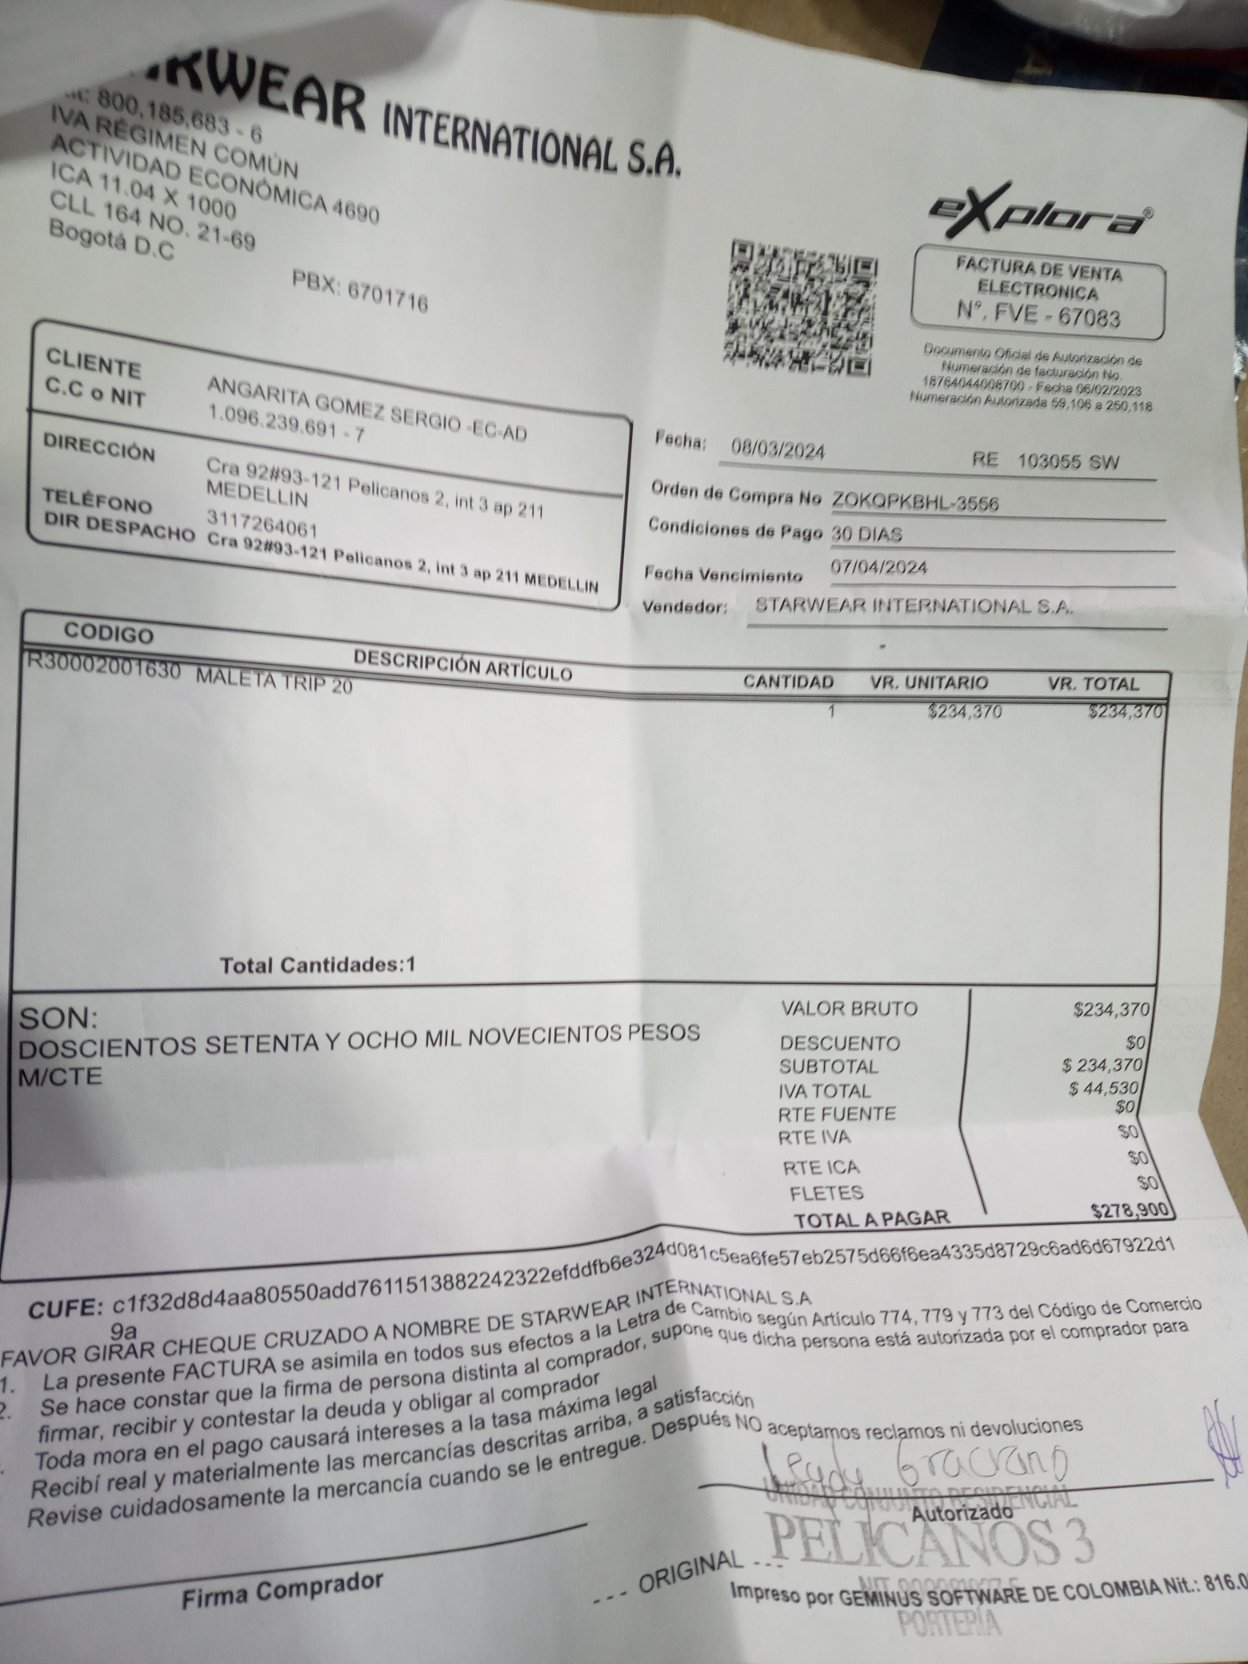 RWEAR INTERNATIONAL S.A.
: 800,185,683 - 6
IVA RÉGIMEN COMÚN
ACTIVIDAD ECONÓMICA 4690
ICA 11.04 X 1000
CLL 164 NO. 21-69
Bogotá D.C
PBX: 6701716
eXplora®
FACTURA DE VENTA
ELECTRONICA
N°. FVE - 67083
Documento Oficial de Autorización de
Numeración de facturación No.
18764044008700 - Fecha 06/02/2023
Numeración Autorizada 59,106 a 250,118
CLIENTE ANGARITA GOMEZ SERGIO -EC-AD
C.C o NIT 1.096.239.691 - 7
DIRECCIÓN Cra 92#93-121 Pelicanos 2, int 3 ap 211
MEDELLIN
TELÉFONO 3117264061
DIR DESPACHO Cra 92#93-121 Pelicanos 2, int 3 ap 211 MEDELLIN
Fecha: 08/03/2024 RE 103055 SW
Orden de Compra No ZOKQPKBHL-3556
Condiciones de Pago 30 DIAS
Fecha Vencimiento 07/04/2024
Vendedor: STARWEAR INTERNATIONAL S.A.
CODIGO DESCRIPCIÓN ARTÍCULO CANTIDAD VR. UNITARIO VR. TOTAL
R30002001630 MALETA TRIP 20 1 $234,370 $234,370
Total Cantidades:1
SON:
DOSCIENTOS SETENTA Y OCHO MIL NOVECIENTOS PESOS
M/CTE
VALOR BRUTO $234,370
DESCUENTO $0
SUBTOTAL $ 234,370
IVA TOTAL $ 44,530
RTE FUENTE $0
RTE IVA $0
RTE ICA $0
FLETES $0
TOTAL A PAGAR $278,900
CUFE: c1f32d8d4aa80550add7611513882242322efddfb6e324d081c5ea6fe57eb2575d66f6ea4335d8729c6ad6d67922d1
9a
FAVOR GIRAR CHEQUE CRUZADO A NOMBRE DE STARWEAR INTERNATIONAL S.A
1. La presente FACTURA se asimila en todos sus efectos a la Letra de Cambio según Artículo 774, 779 y 773 del Código de Comercio
2. Se hace constar que la firma de persona distinta al comprador, supone que dicha persona está autorizada por el comprador para
firmar, recibir y contestar la deuda y obligar al comprador
Toda mora en el pago causará intereses a la tasa máxima legal
Recibí real y materialmente las mercancías descritas arriba, a satisfacción
Revise cuidadosamente la mercancía cuando se le entregue. Después NO aceptamos reclamos ni devoluciones
Autorizado
UNIDAD CONJUNTO RESIDENCIAL
PELICANOS 3
PORTERÍA
Firma Comprador
- - - ORIGINAL - - -
Impreso por GEMINUS SOFTWARE DE COLOMBIA Nit.: 816.0